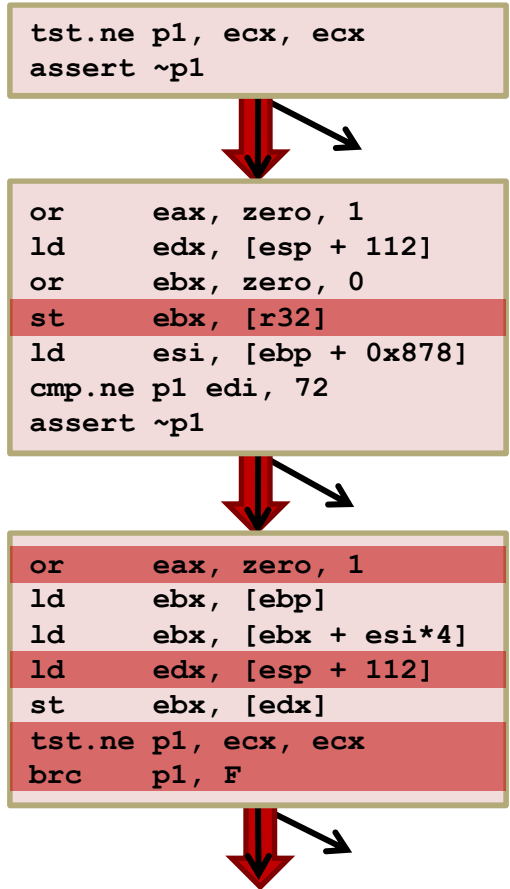 tst.ne p1, ecx, ecx
assert ~p1
or eax, zero, 1
ld edx, [esp + 112]
or ebx, zero, 0
st ebx, [r32]
ld esi, [ebp + 0x878]
cmp.ne p1 edi, 72
assert ~p1
or eax, zero, 1
ld ebx, [ebp]
ld ebx, [ebx + esi*4]
ld edx, [esp + 112]
st ebx, [edx]
tst.ne p1, ecx, ecx
brc p1, F